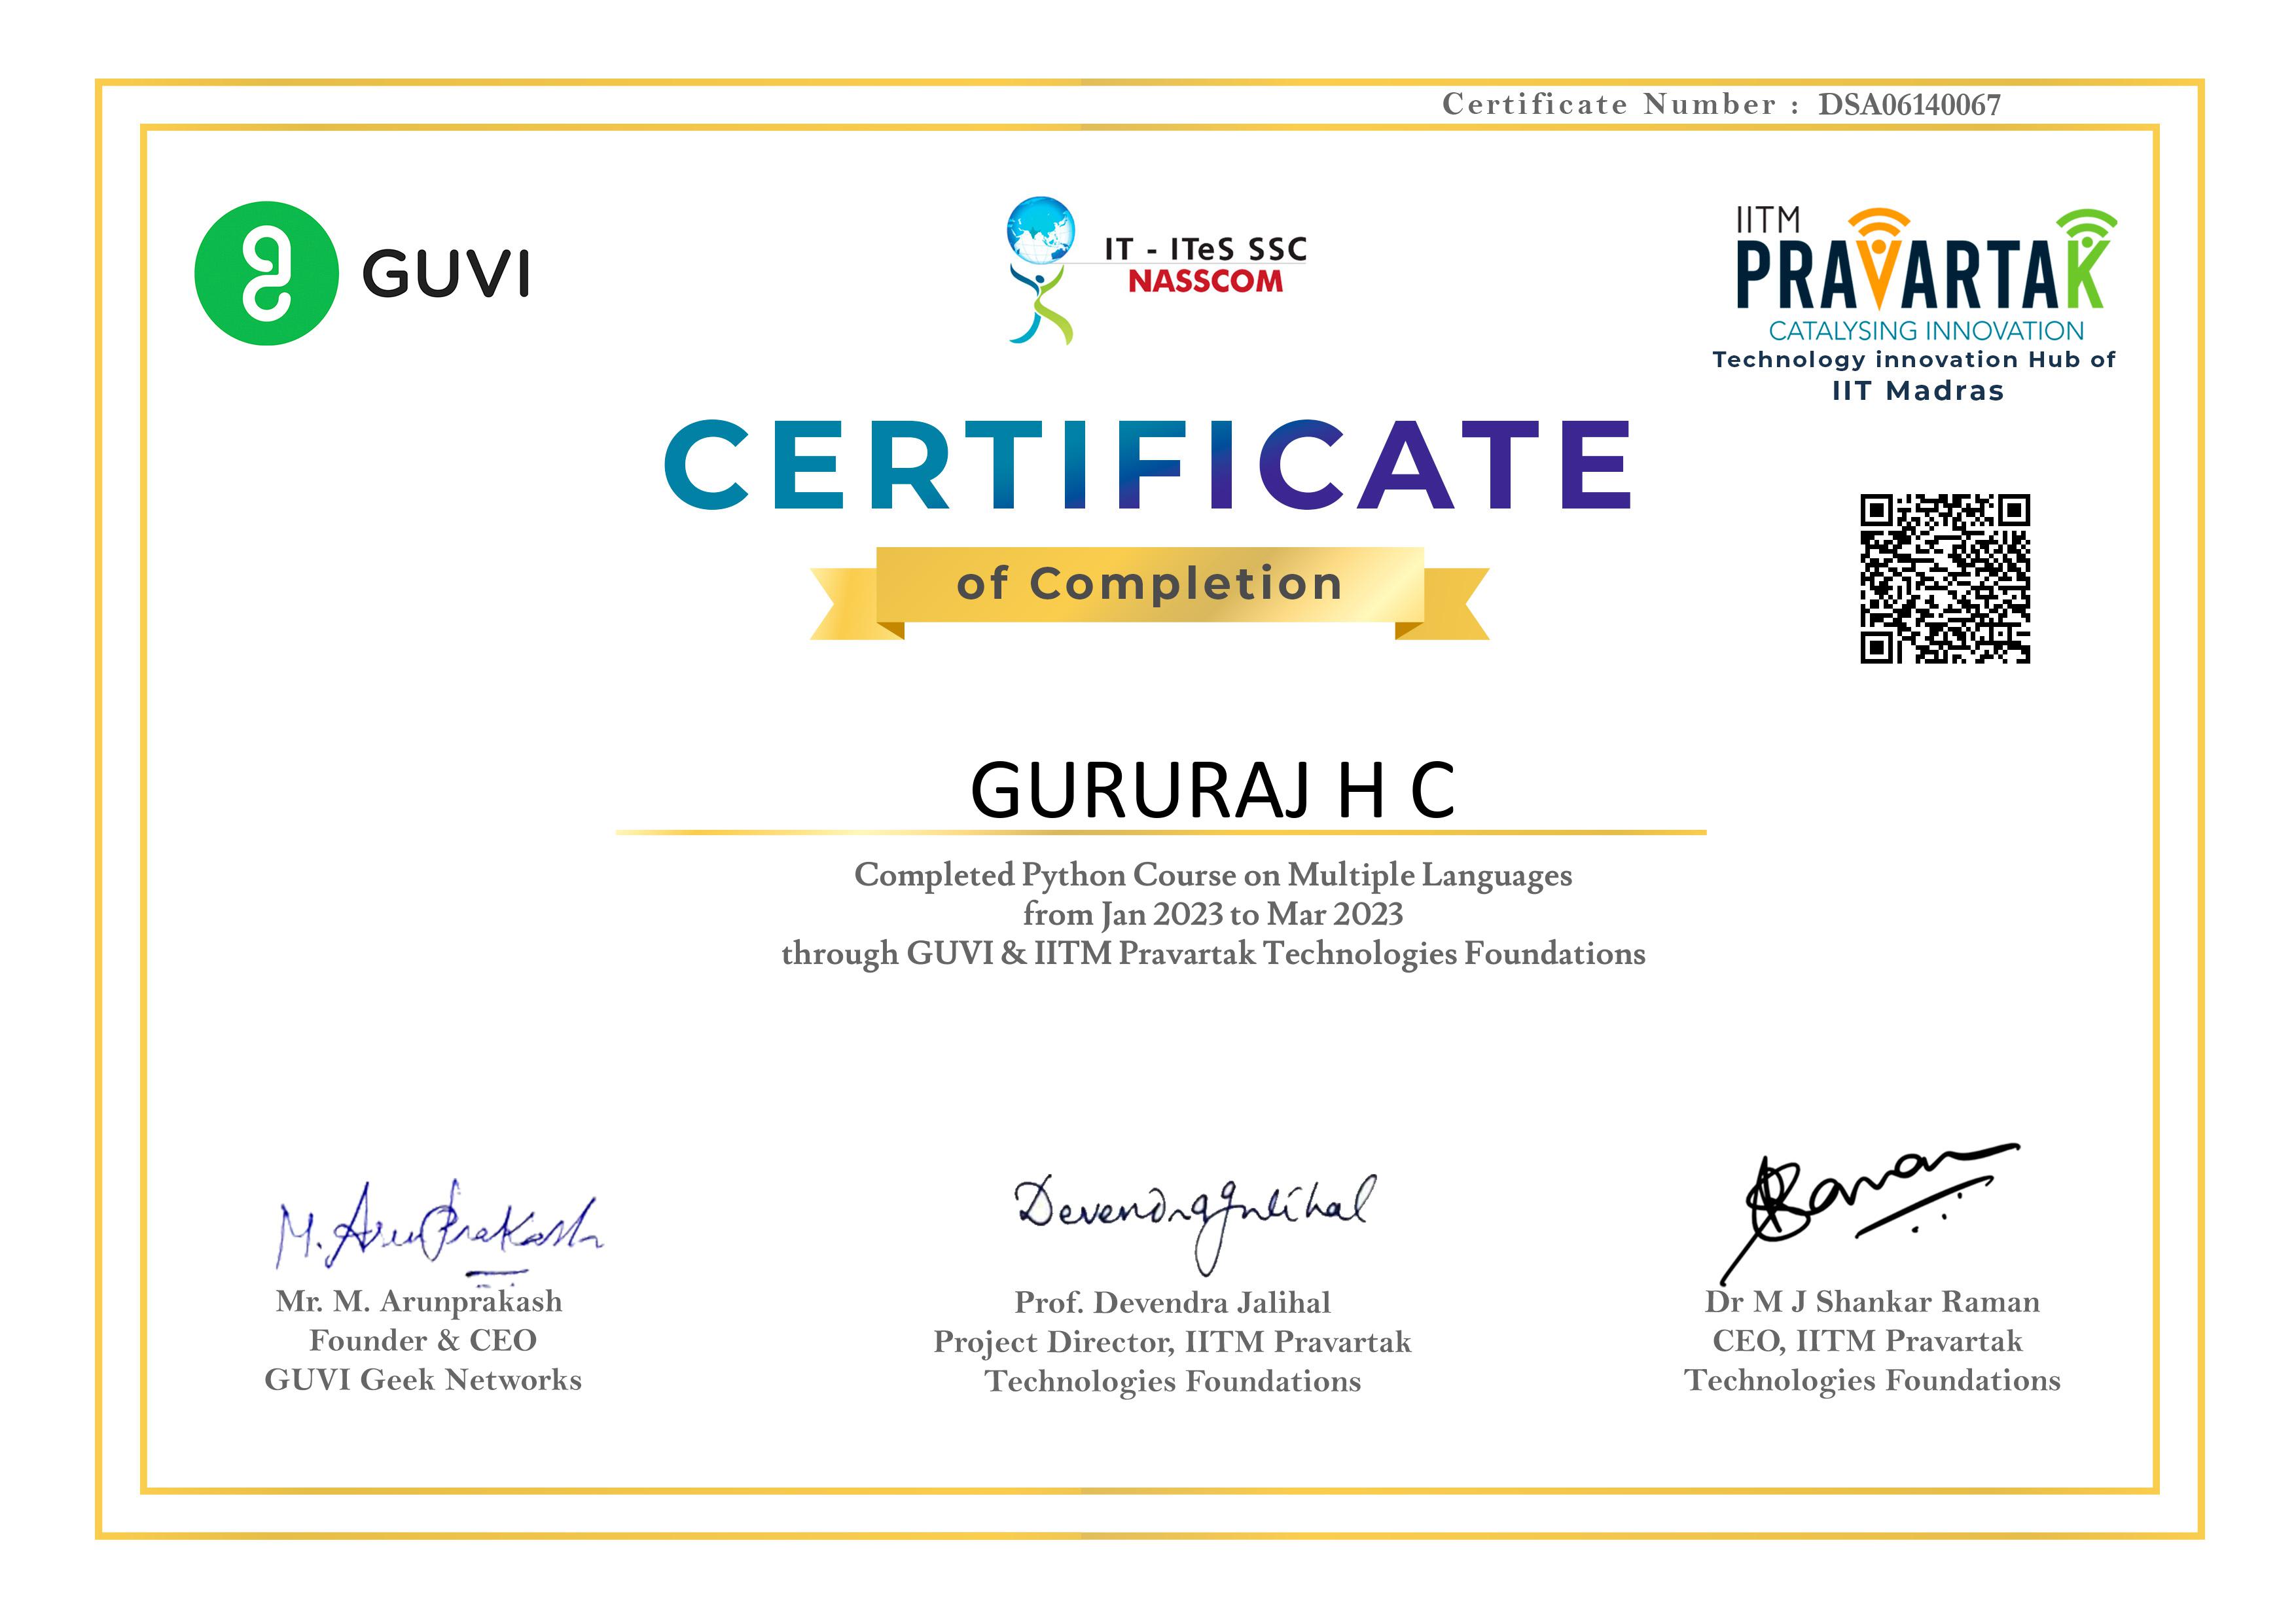 Certificate Number : DSA06140067
GUVI
IT - ITeS SSC
NASSCOM
IITM
PRAVARTAK
CATALYSING INNOVATION
Technology innovation Hub of
IIT Madras
CERTIFICATE
of Completion
GURURAJ H C
Completed Python Course on Multiple Languages
from Jan 2023 to Mar 2023
through GUVI & IITM Pravartak Technologies Foundations
M. ArunPrakash
Mr. M. Arunprakash
Founder & CEO
GUVI Geek Networks
Devendra Jalihal
Prof. Devendra Jalihal
Project Director, IITM Pravartak
Technologies Foundations
Raman
Dr M J Shankar Raman
CEO, IITM Pravartak
Technologies Foundations